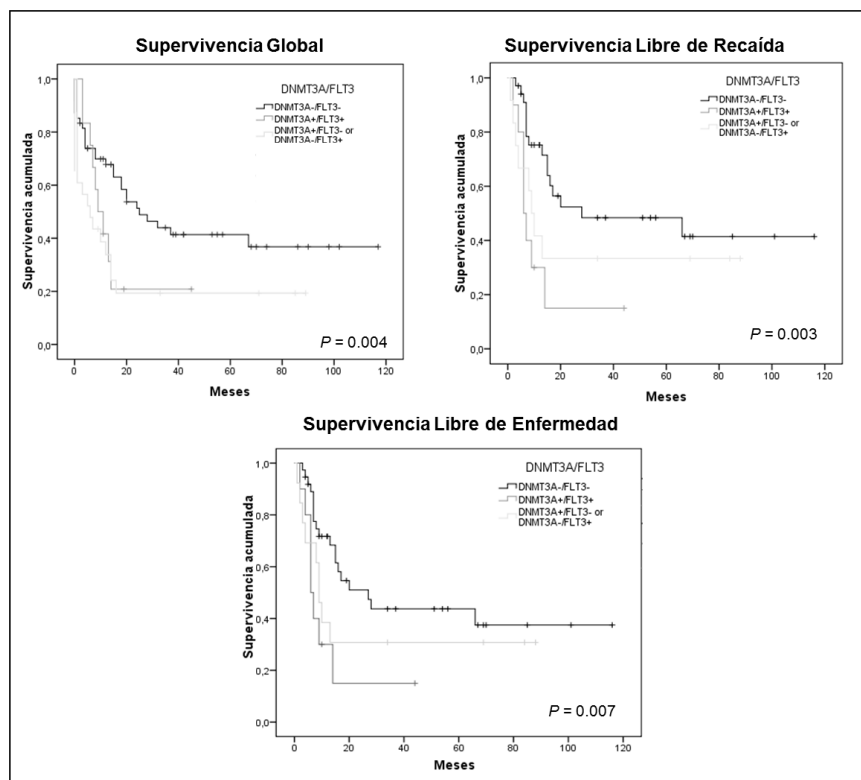 Supervivencia Global
DNMT3A/FLT3
DNMT3A-/FLT3-
DNMT3A+/FLT3+
DNMT3A+/FLT3- or
DNMT3A-/FLT3+
Supervivencia acumulada
1,0
0,8
0,6
0,4
0,2
0,0
P = 0.004
0 20 40 60 80 100 120
Meses
Supervivencia Libre de Recaída
DNMT3A/FLT3
DNMT3A-/FLT3-
DNMT3A+/FLT3+
DNMT3A+/FLT3- or
DNMT3A-/FLT3+
Supervivencia acumulada
1,0
0,8
0,6
0,4
0,2
0,0
P = 0.003
0 20 40 60 80 100 120
Meses
Supervivencia Libre de Enfermedad
DNMT3A/FLT3
DNMT3A-/FLT3-
DNMT3A+/FLT3+
DNMT3A+/FLT3- or
DNMT3A-/FLT3+
Supervivencia acumulada
1,0
0,8
0,6
0,4
0,2
0,0
P = 0.007
0 20 40 60 80 100 120
Meses